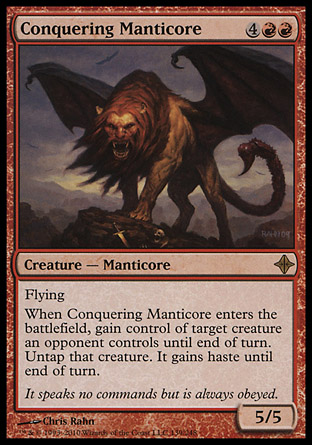 Conquering Manticore 4
Creature — Manticore
Flying
When Conquering Manticore enters the
battlefield, gain control of target creature
an opponent controls until end of turn.
Untap that creature. It gains haste until
end of turn.
It speaks no commands but is always obeyed.
Chris Rahn
5/5